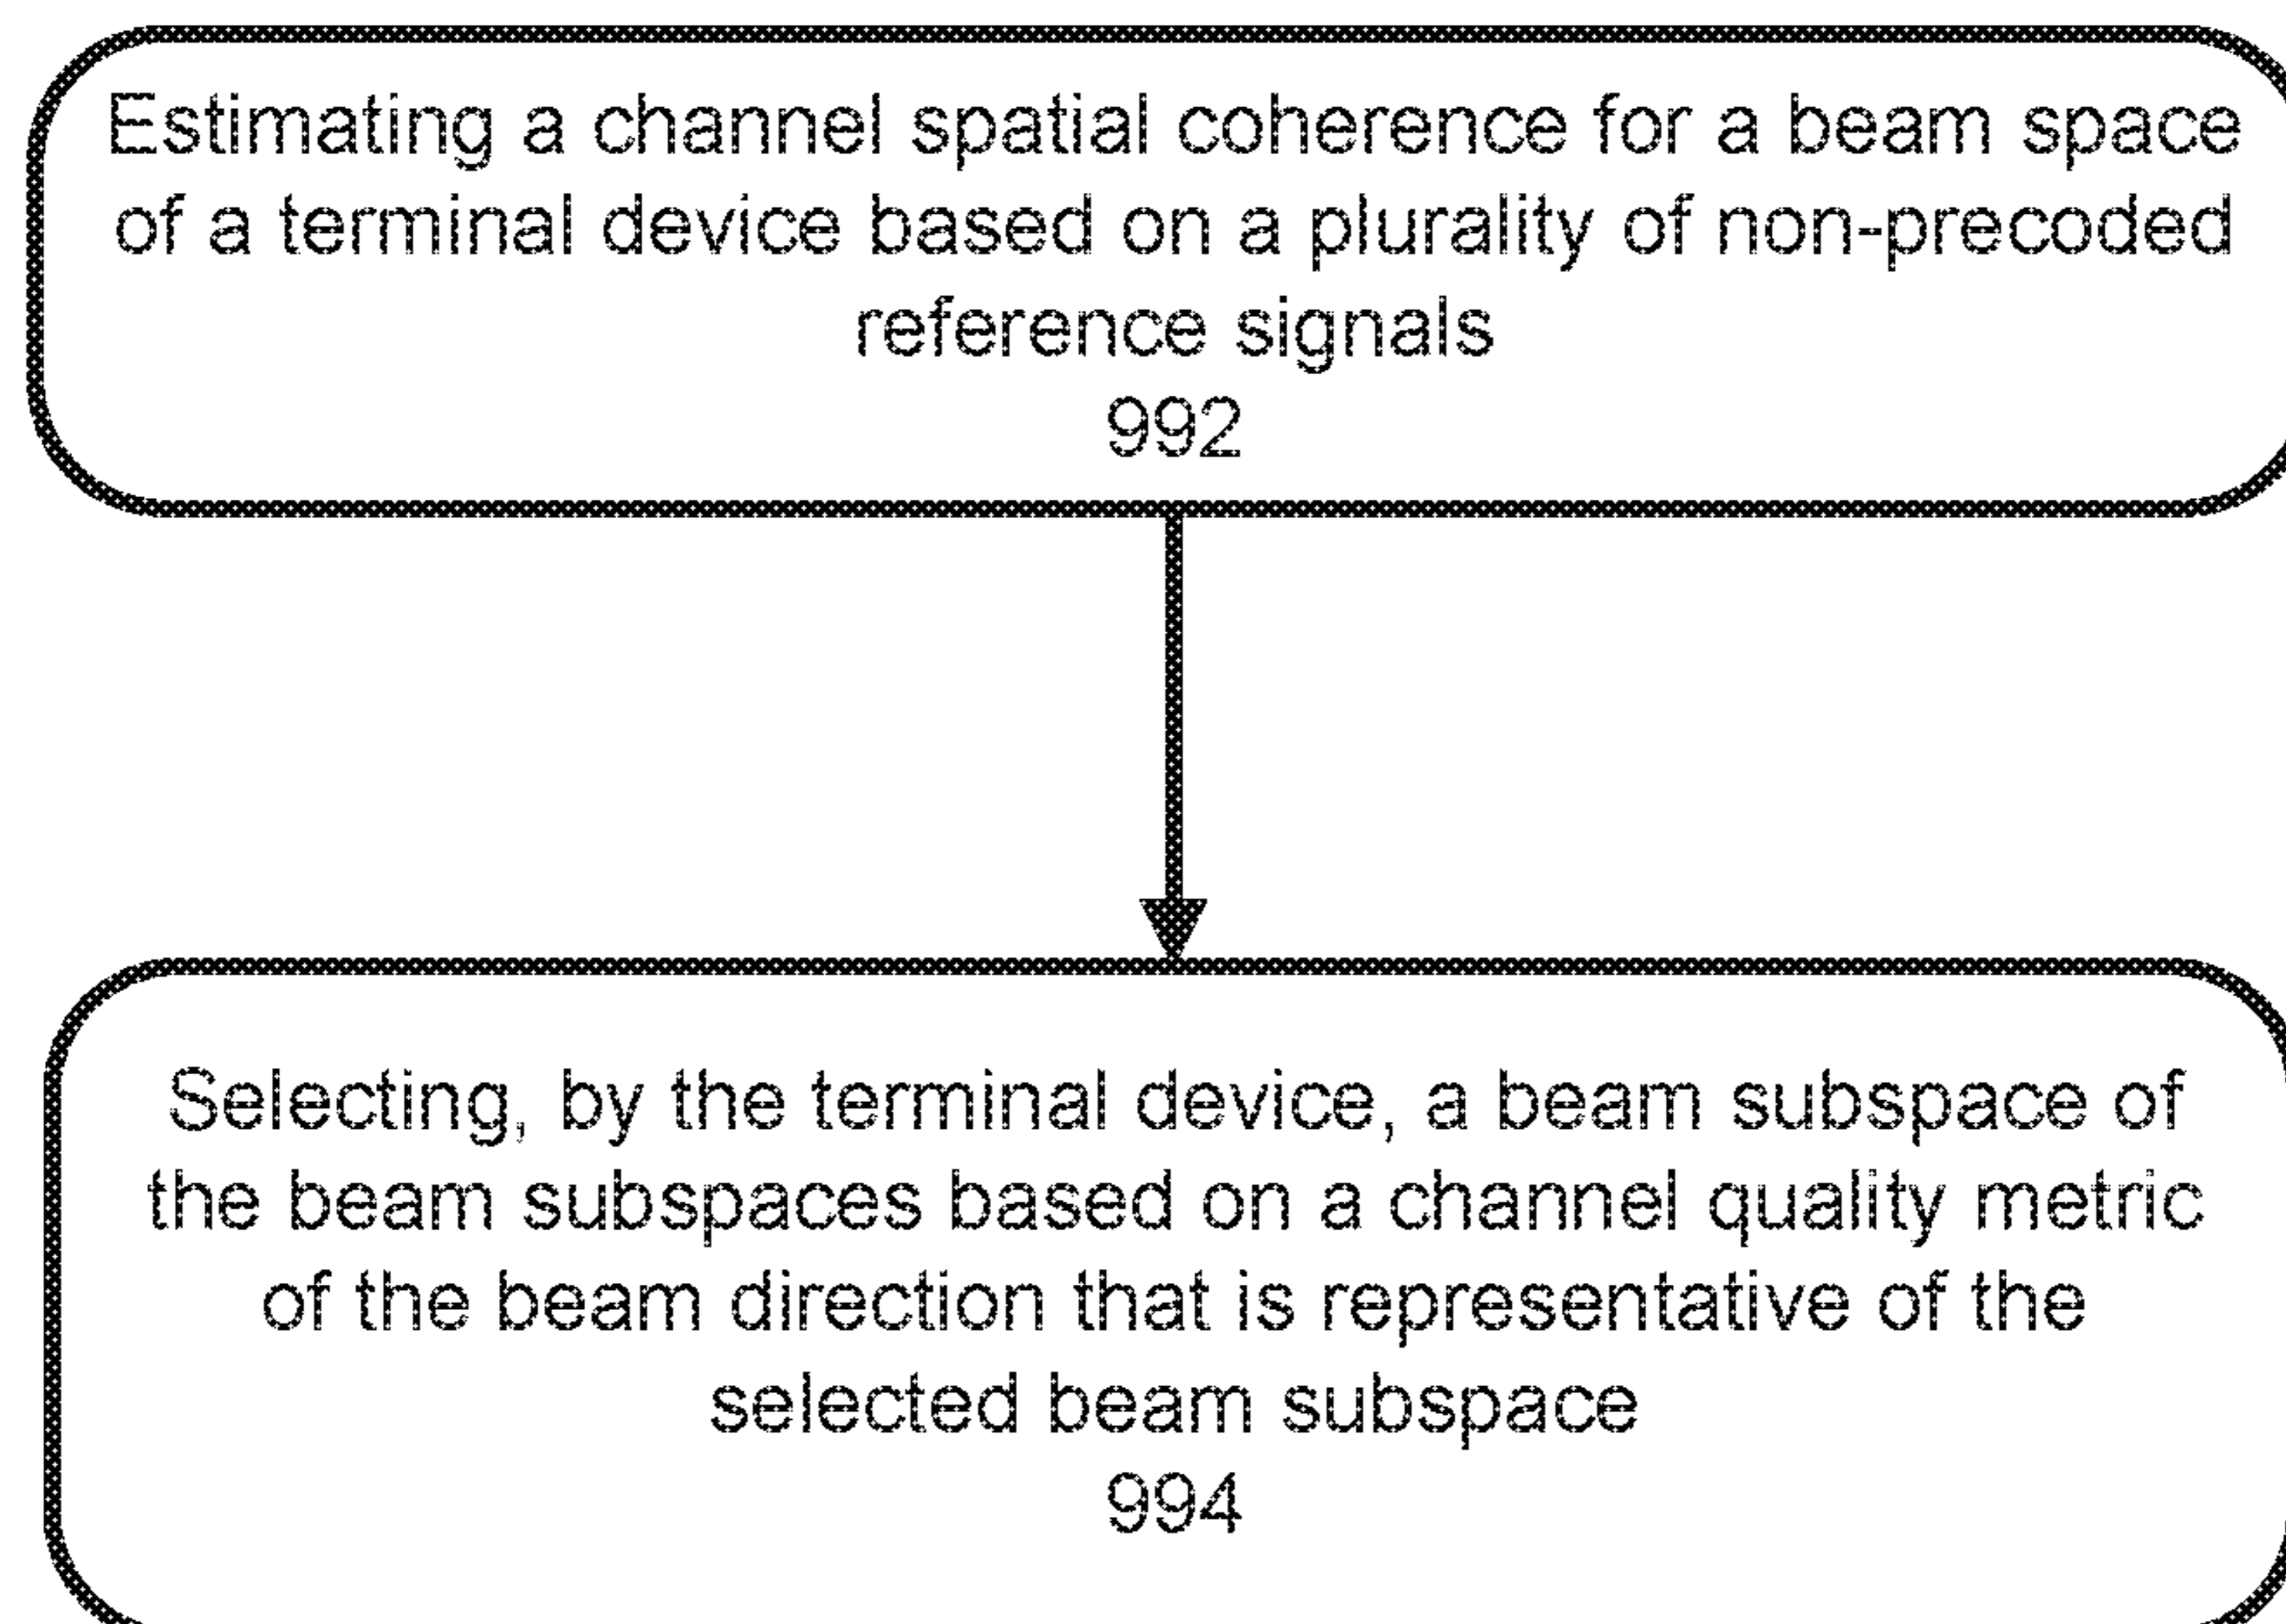 Estimating a channel spatial coherence for a beam space
of a terminal device based on a plurality of non-precoded
reference signals
992
Selecting, by the terminal device, a beam subspace of
the beam subspaces based on a channel quality metric
of the beam direction that is representative of the
selected beam subspace
994